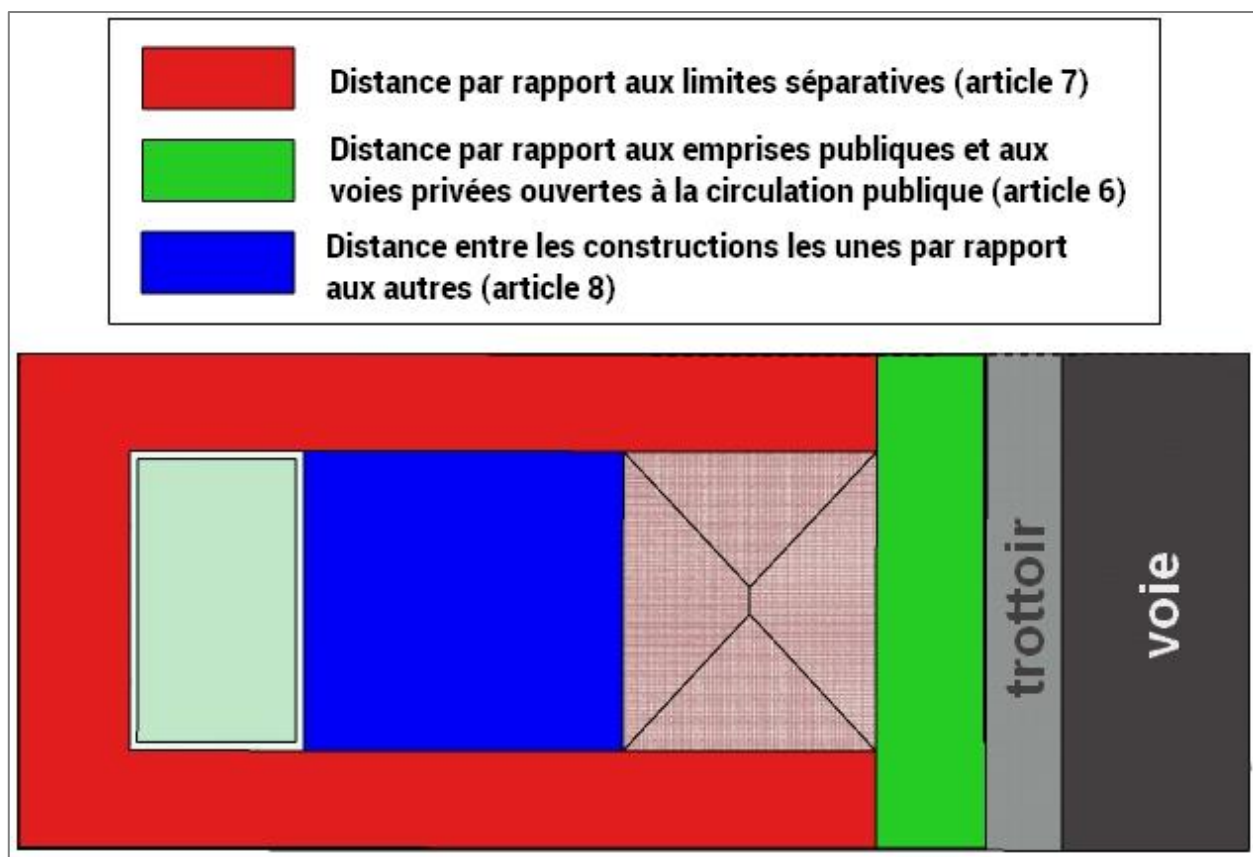 Distance par rapport aux limites séparatives (article 7)
Distance par rapport aux emprises publiques et aux
voies privées ouvertes à la circulation publique (article 6)
Distance entre les constructions les unes par rapport
aux autres (article 8)
trottoir
voie